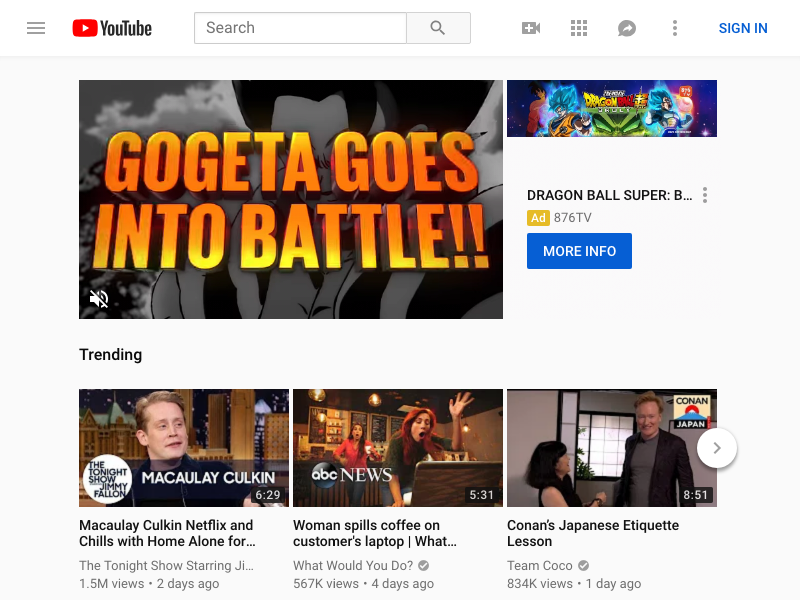 YouTube
Search
SIGN IN
GOGETA GOES
INTO BATTLE!!
DRAGON BALL SUPER: B...
Ad 876TV
MORE INFO
Trending
THE
TONIGHT
SHOW
JIMMY
FALLON
MACAULAY CULKIN
6:29
abc NEWS
5:31
CONAN
JAPAN
8:51
Macaulay Culkin Netflix and
Chills with Home Alone for...
The Tonight Show Starring Ji...
1.5M views • 2 days ago
Woman spills coffee on
customer's laptop | What...
What Would You Do?
567K views • 4 days ago
Conan's Japanese Etiquette
Lesson
Team Coco
834K views • 1 day ago